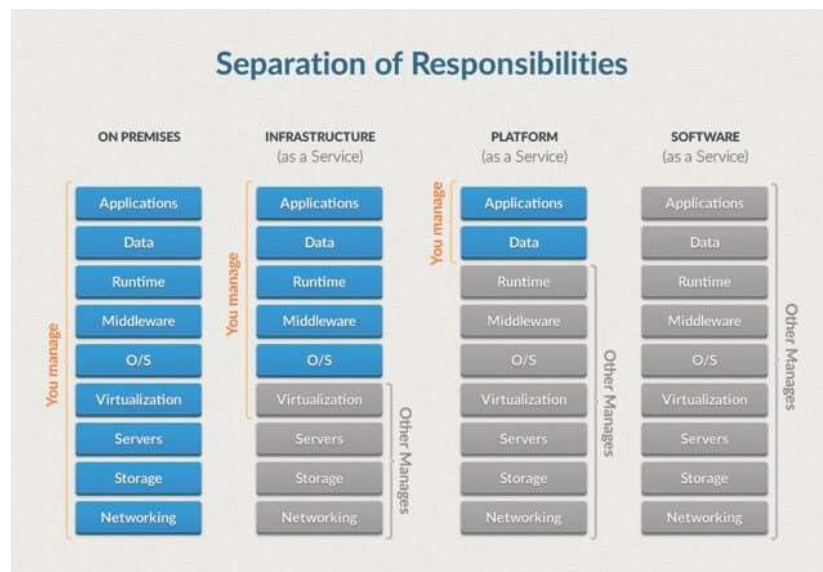 Separation of Responsibilities
ON PREMISES
Applications
Data
Runtime
Middleware
O/S
Virtualization
Servers
Storage
Networking
You manage
INFRASTRUCTURE
(as a Service)
Applications
Data
Runtime
Middleware
O/S
Virtualization
Servers
Storage
Networking
You manage
Other Manages
PLATFORM
(as a Service)
Applications
Data
Runtime
Middleware
O/S
Virtualization
Servers
Storage
Networking
You manage
Other Manages
SOFTWARE
(as a Service)
Applications
Data
Runtime
Middleware
O/S
Virtualization
Servers
Storage
Networking
Other Manages